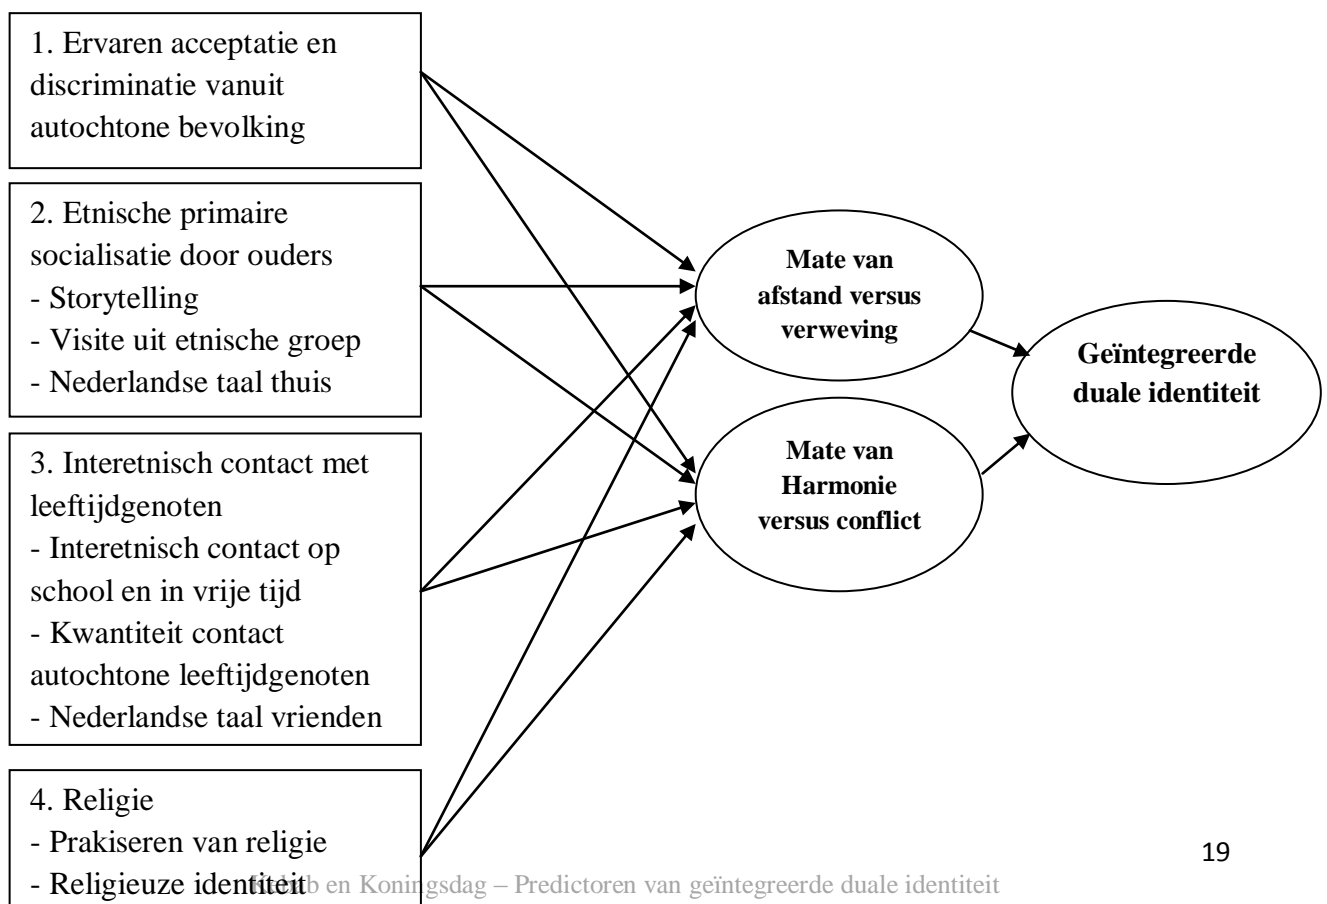 1. Ervaren acceptatie en
discriminatie vanuit
autochtone bevolking
2. Etnische primaire
socialisatie door ouders
- Storytelling
- Visite uit etnische groep
- Nederlandse taal thuis
3. Interetnisch contact met
leeftijdgenoten
- Interetnisch contact op
school en in vrije tijd
- Kwantiteit contact
autochtone leeftijdgenoten
- Nederlandse taal vrienden
4. Religie
- Prakiseren van religie
- Religieuze identiteit
Mate van
afstand versus
verweving
Mate van
Harmonie
versus conflict
Geïntegreerde
duale identiteit
19
en Koningsdag – Predictoren van geïntegreerde duale identiteit